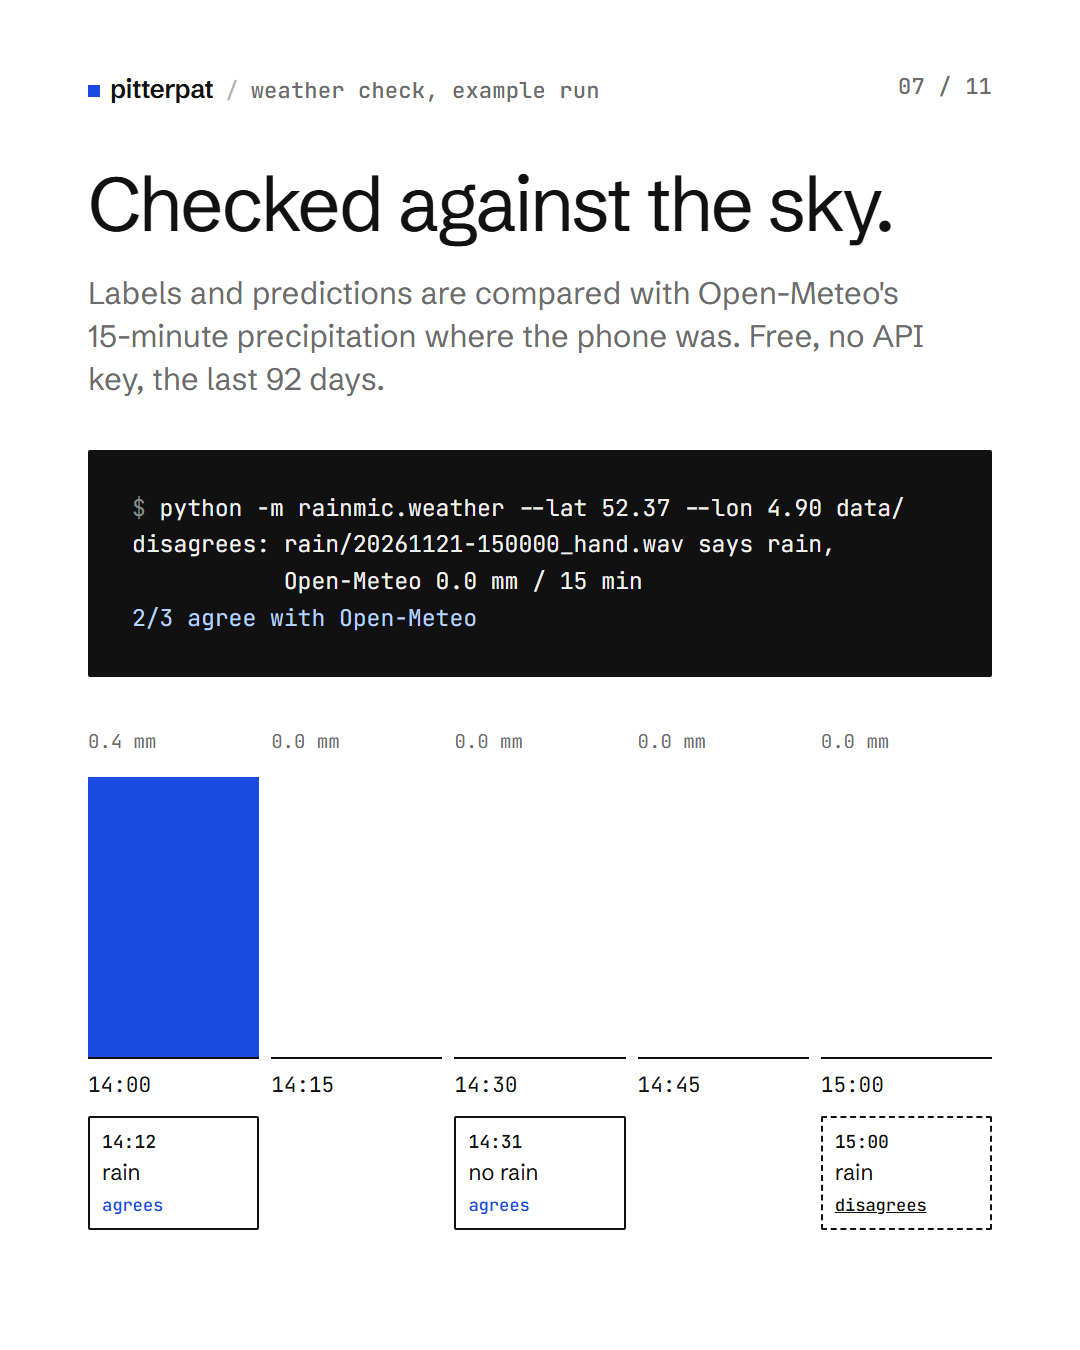 pitterpat / weather check, example run
07 / 11
Checked against the sky.
Labels and predictions are compared with Open-Meteo's
15-minute precipitation where the phone was. Free, no API
key, the last 92 days.
$ python -m rainmic.weather --lat 52.37 --lon 4.90 data/
disagrees: rain/20261121-150000_hand.wav says rain,
Open-Meteo 0.0 mm / 15 min
2/3 agree with Open-Meteo
0.4 mm 0.0 mm 0.0 mm 0.0 mm 0.0 mm
14:00 14:15 14:30 14:45 15:00
14:12
rain
agrees
14:31
no rain
agrees
15:00
rain
disagrees